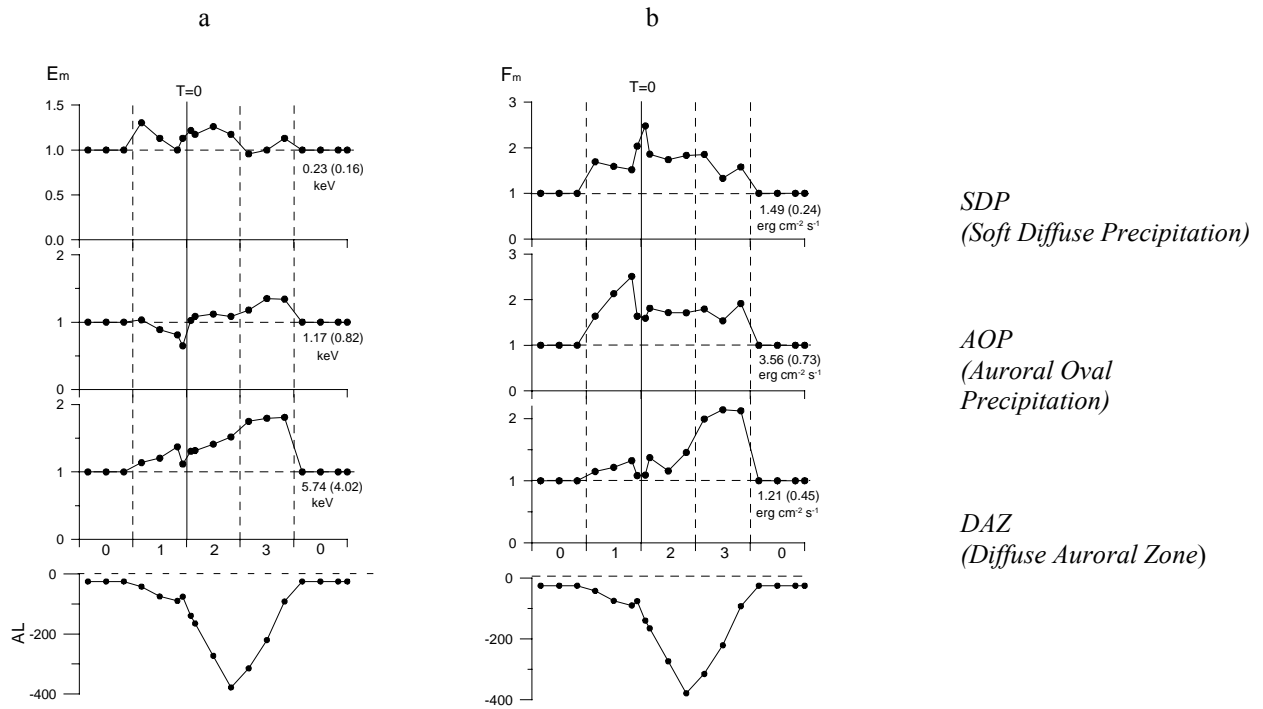 a
b
Em
T=0
1.5
1.0
0.5
0.0
0.23 (0.16)
keV
2
1
0
1.17 (0.82)
keV
2
1
0
5.74 (4.02)
keV
0 1 2 3 0
0
-200
-400
AL
Fm
T=0
3
2
1
0
1.49 (0.24)
erg cm-2 s-1
3
2
1
0
3.56 (0.73)
erg cm-2 s-1
2
1
0
1.21 (0.45)
erg cm-2 s-1
0 1 2 3 0
0
-200
-400
SDP
(Soft Diffuse Precipitation)
AOP
(Auroral Oval
Precipitation)
DAZ
(Diffuse Auroral Zone)